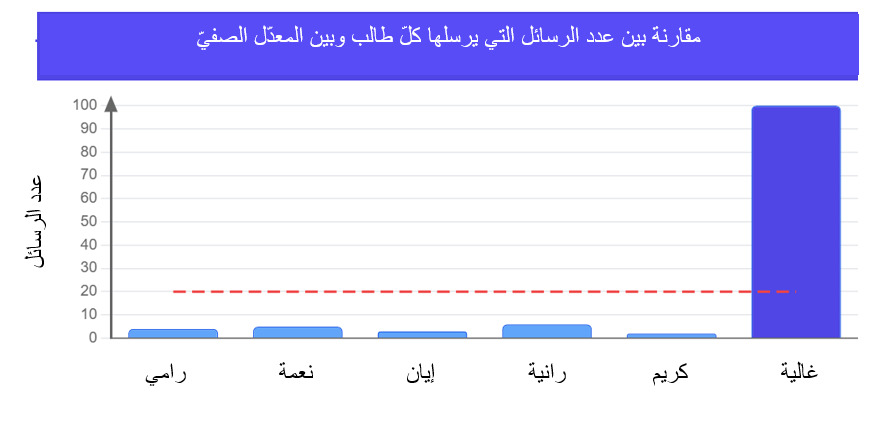 مقارنة بين عدد الرسائل التي يرسلها كلّ طالب وبين المعدّل الصفيّ
عدد الرسائل
100
90
80
70
60
50
40
30
20
10
0
رامي
نعمة
إيان
رانية
كريم
غالية